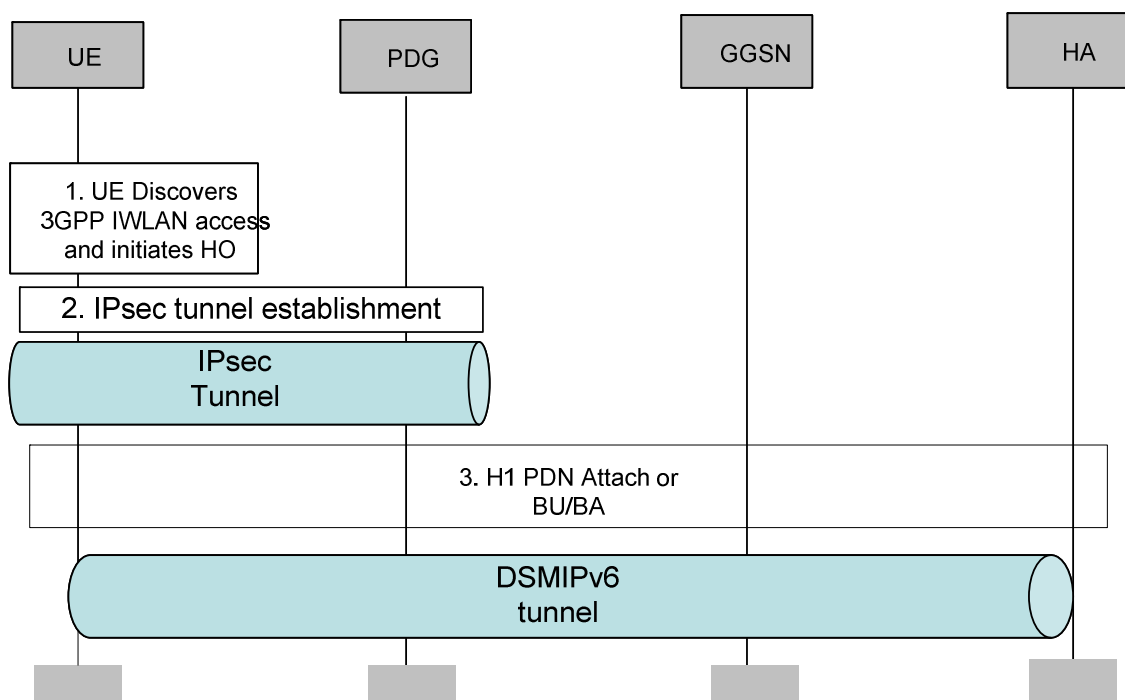 UE
PDG
GGSN
HA
1. UE Discovers
3GPP IWLAN access
and initiates HO
2. IPsec tunnel establishment
IPsec
Tunnel
3. H1 PDN Attach or
BU/BA
DSMIPv6
tunnel